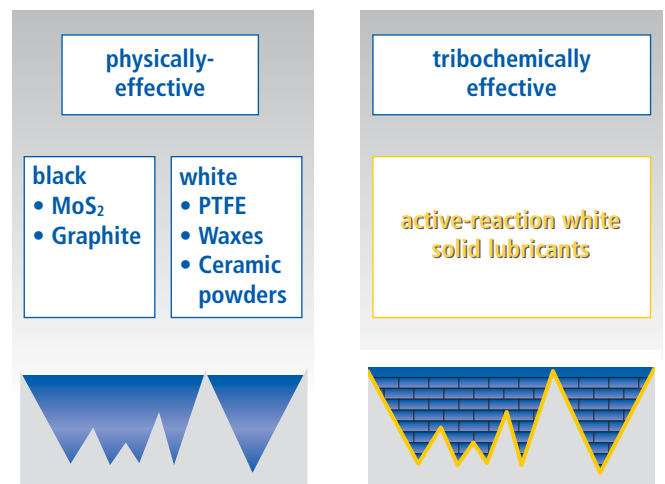 physically-
effective
black
• MoS₂
• Graphite
white
• PTFE
• Waxes
• Ceramic
powders
tribochemically
effective
active-reaction white
solid lubricants